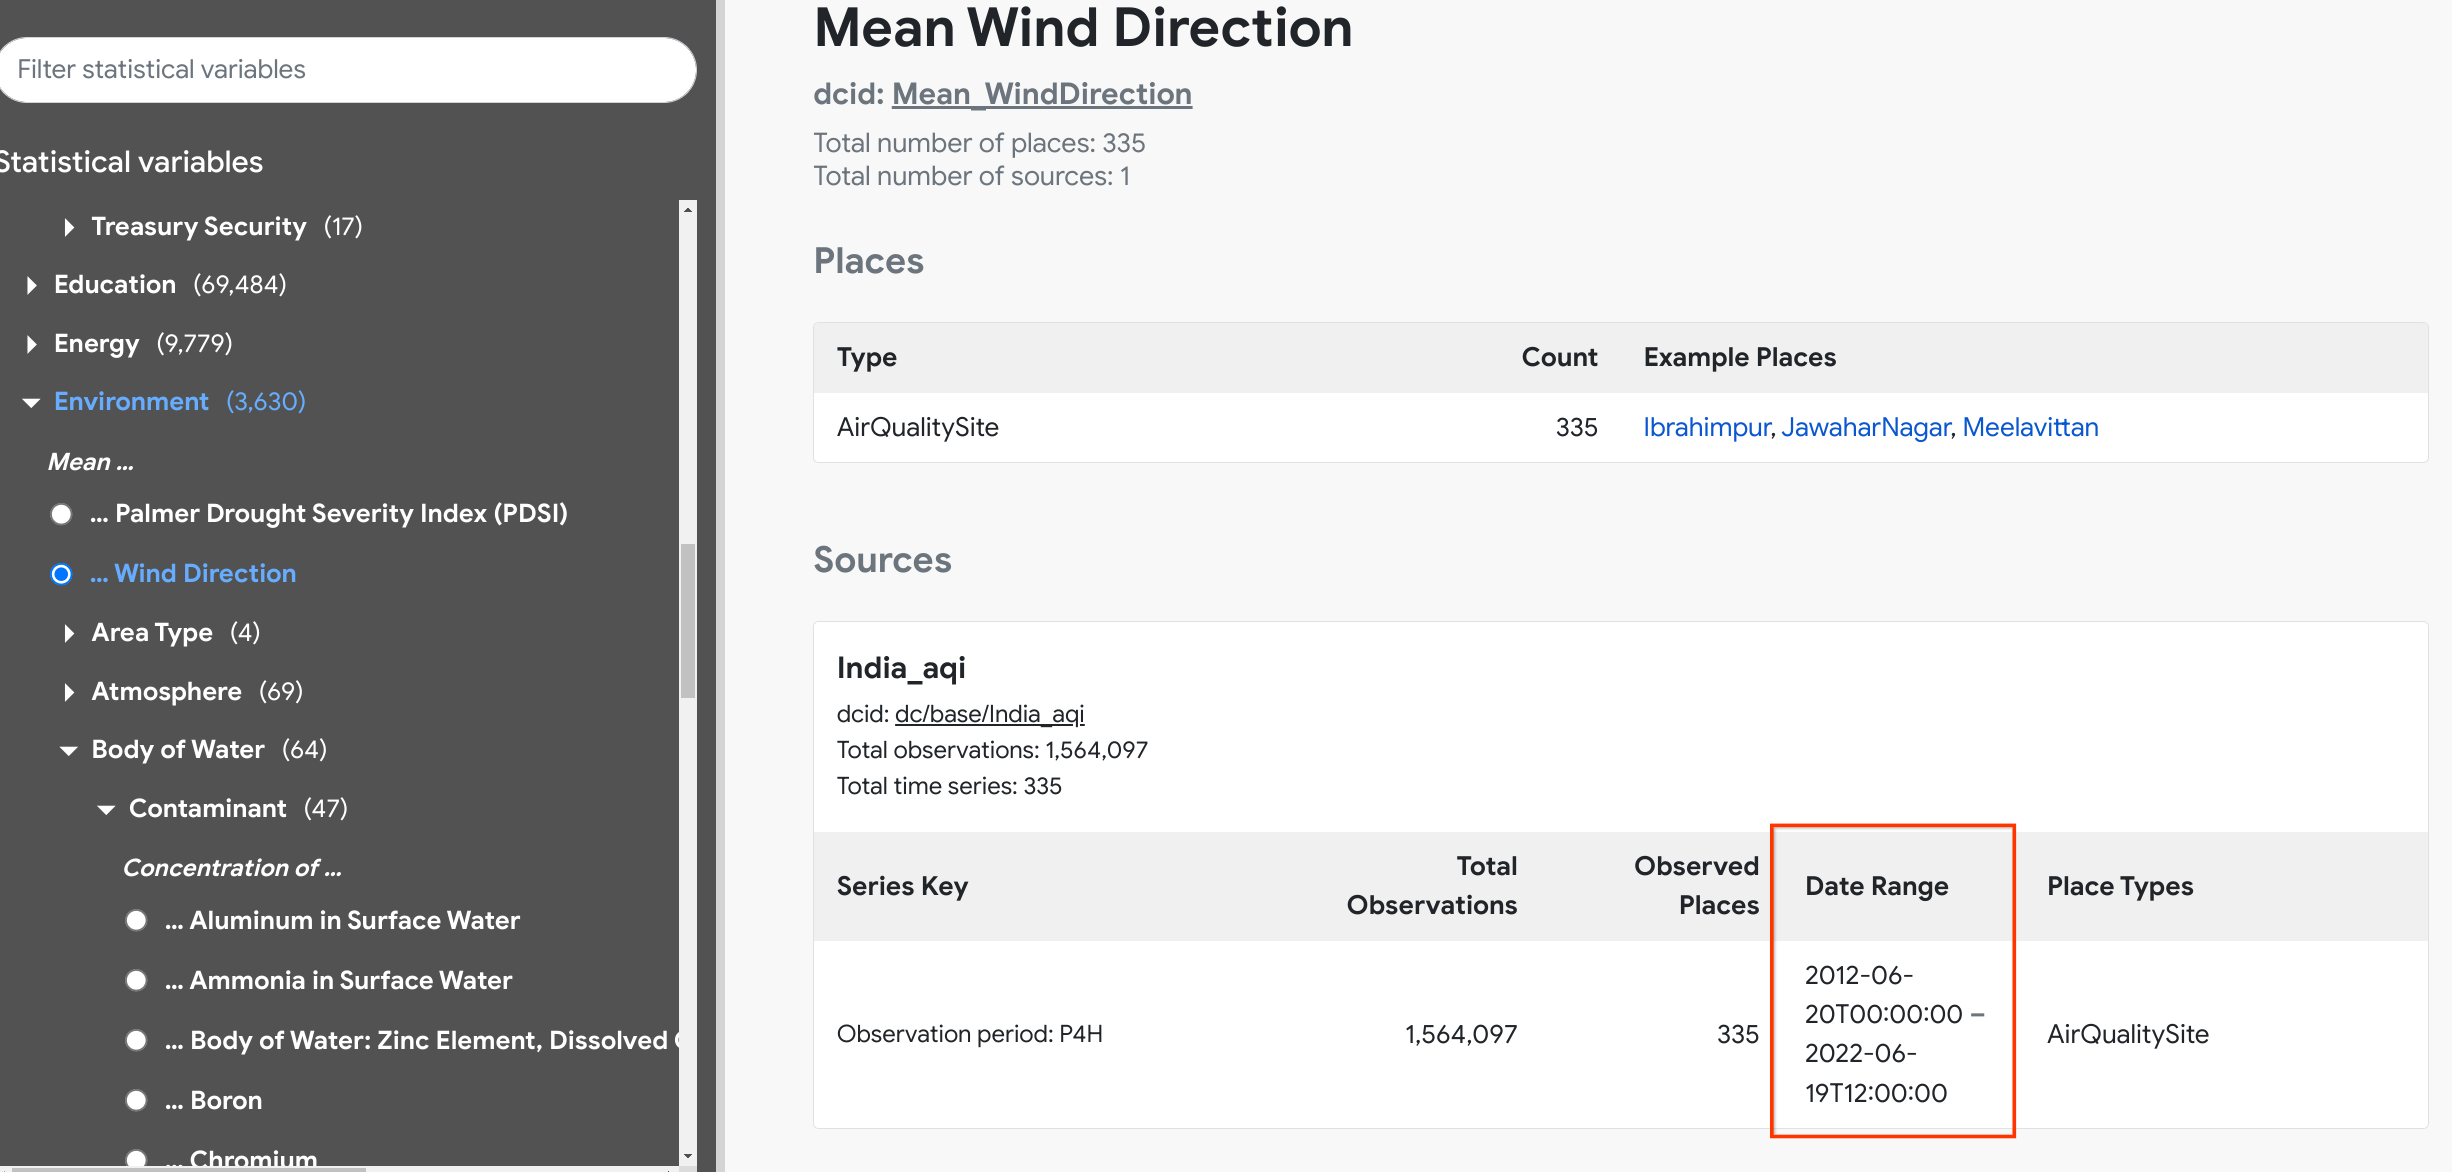 Filter statistical variables
Statistical variables
Treasury Security (17)
Education (69,484)
Energy (9,779)
Environment (3,630)
Mean ...
... Palmer Drought Severity Index (PDSI)
... Wind Direction
Area Type (4)
Atmosphere (69)
Body of Water (64)
Contaminant (47)
Concentration of ...
... Aluminum in Surface Water
... Ammonia in Surface Water
... Body of Water: Zinc Element, Dissolved
... Boron
... Chromium
Mean Wind Direction
dcid: Mean_WindDirection
Total number of places: 335
Total number of sources: 1
Places
Type Count Example Places
AirQualitySite 335 Ibrahimpur, JawaharNagar, Meelavittan
Sources
India_aqi
dcid: dc/base/India_aqi
Total observations: 1,564,097
Total time series: 335
Series Key
Total
Observations
Observed
Places
Date Range
Place Types
Observation period: P4H
1,564,097
335
2012-06-
20T00:00:00 –
2022-06-
19T12:00:00
AirQualitySite